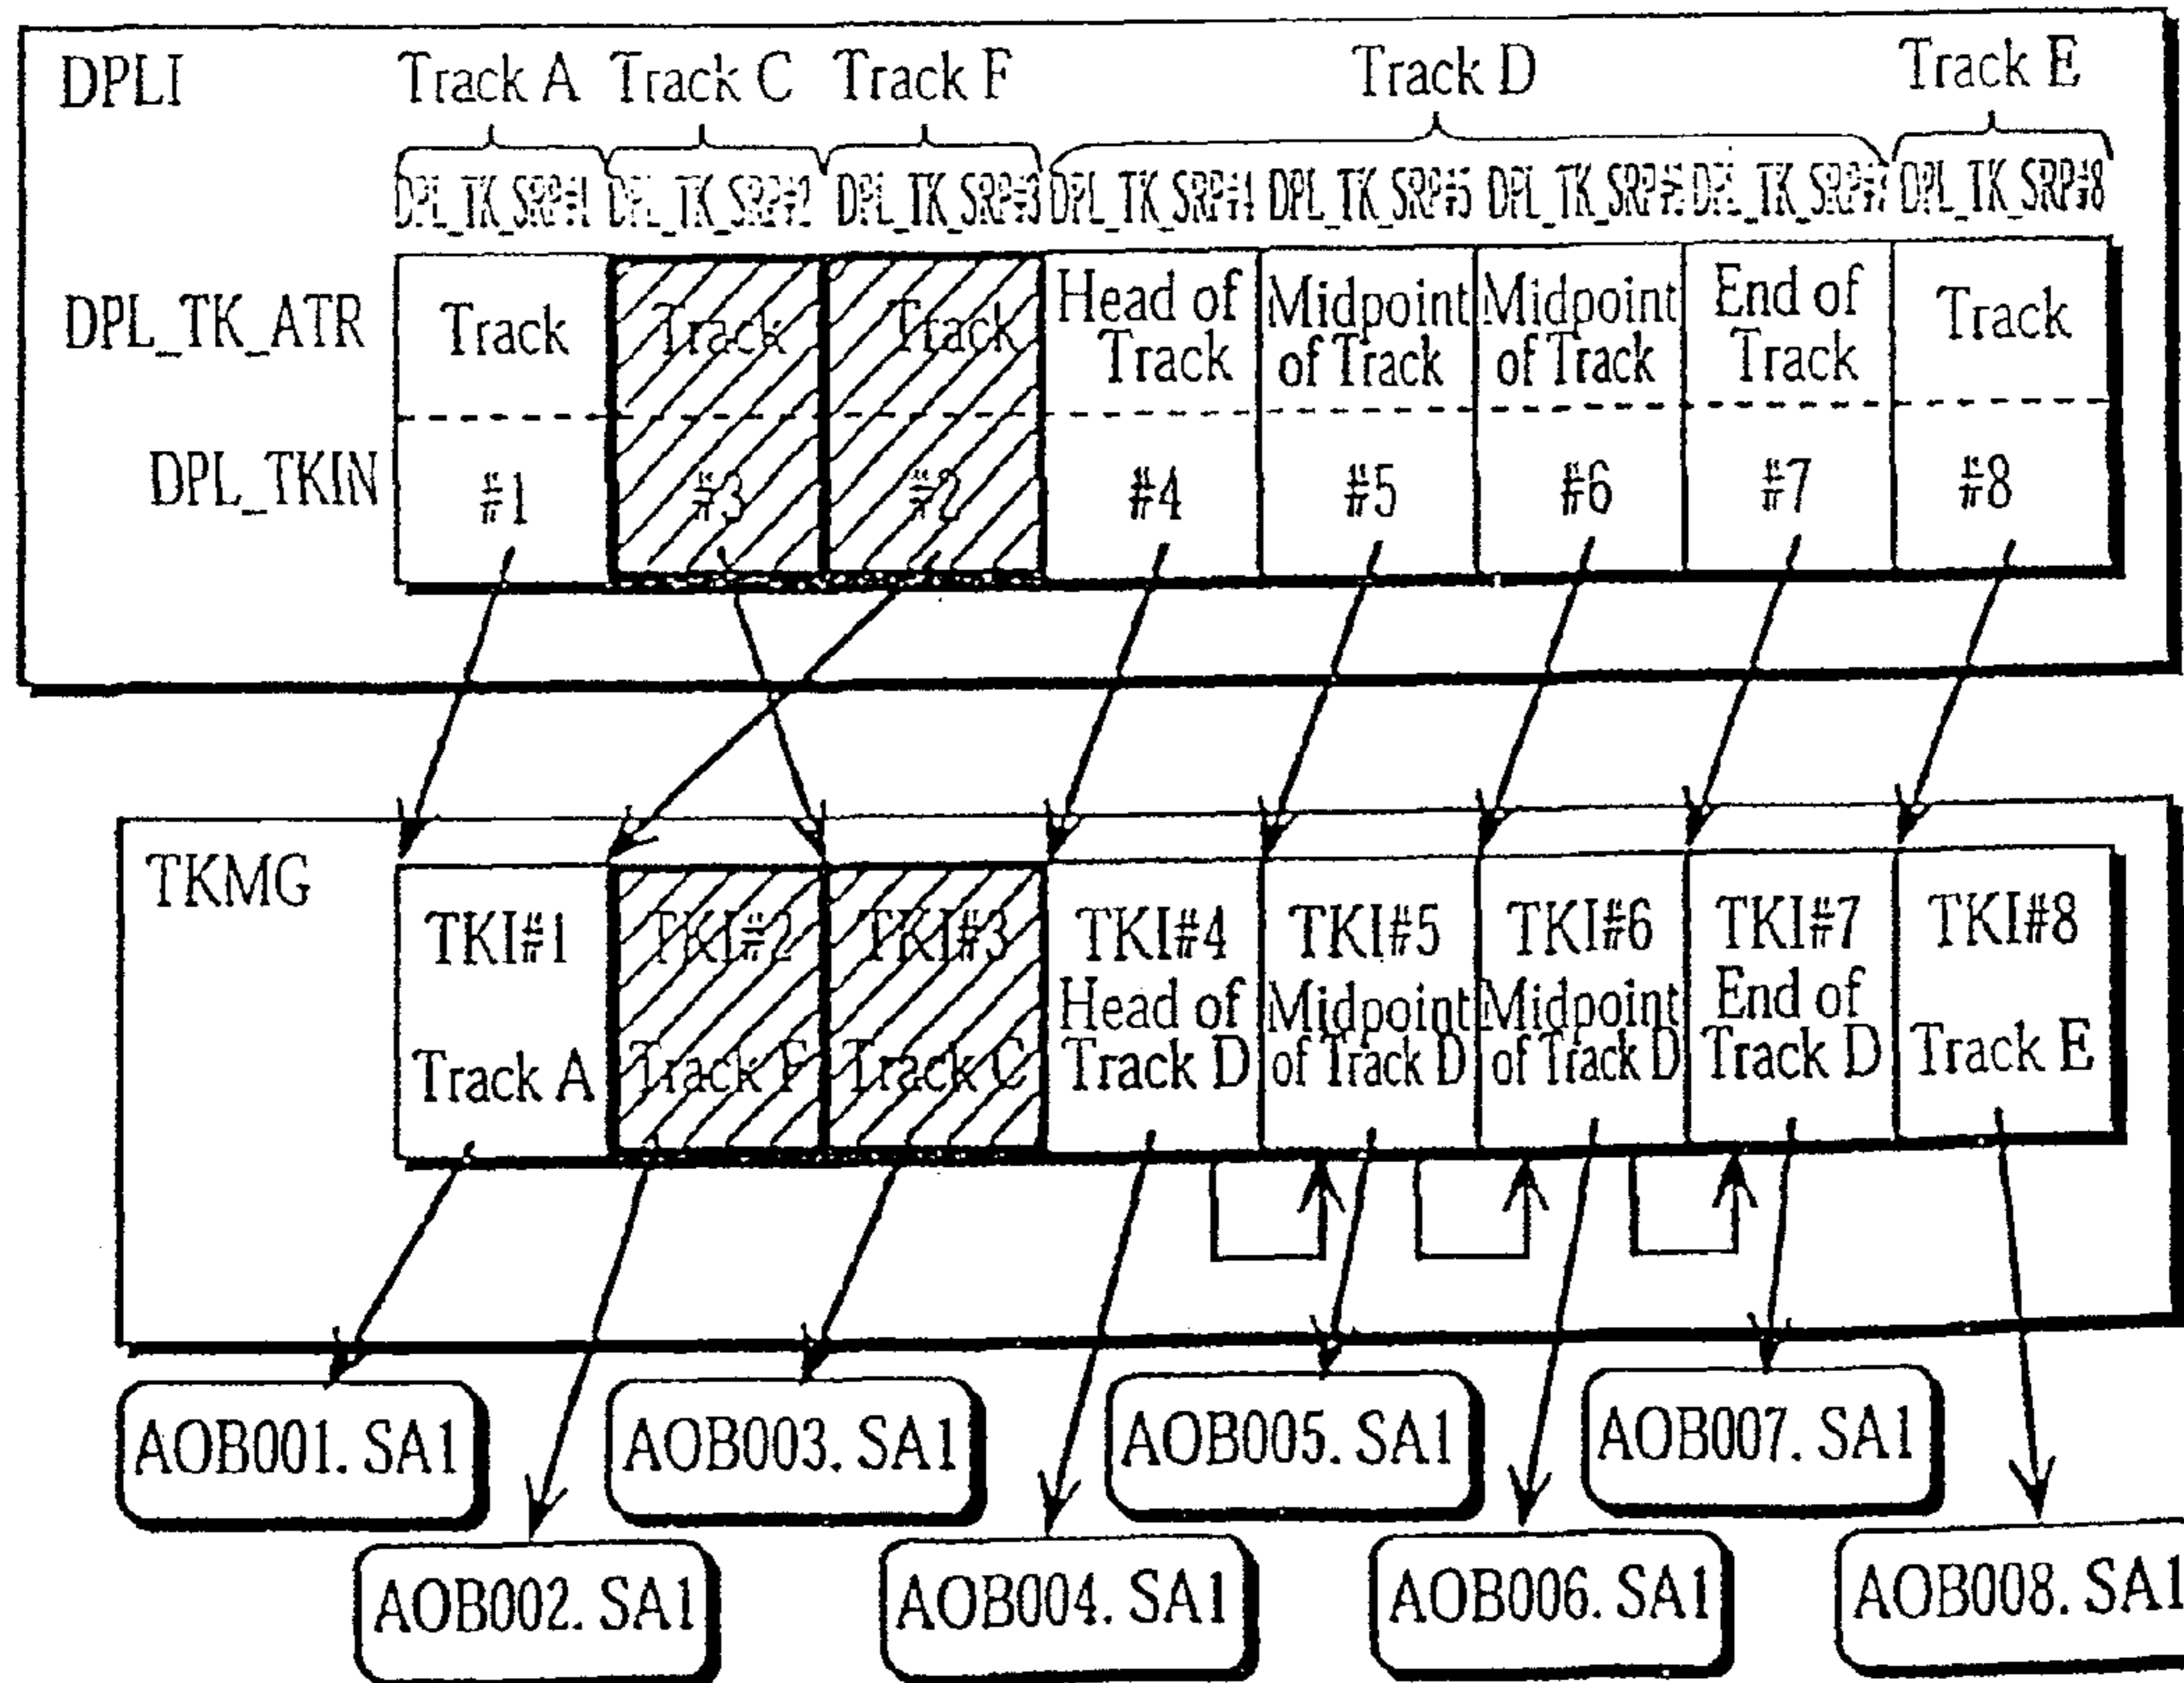 DPLI
Track A Track C Track F Track D Track E
DPL_TK_SRP#1 DPL_TK_SRP#2 DPL_TK_SRP#3 DPL_TK_SRP#4 DPL_TK_SRP#5 DPL_TK_SRP# DPL_TK_SRP# DPL_TK_SRP#8
DPL_TK_ATR
Track
Track
Track
Head of
Track
Midpoint
of Track
Midpoint
of Track
End of
Track
Track
DPL_TKIN
#1 #3 #2 #4 #5 #6 #7 #8
TKMG
TKI#1
Track A
TKI#2
Track F
TKI#3
Track C
TKI#4
Head of
Track D
TKI#5
Midpoint
of Track D
TKI#6
Midpoint
of Track D
TKI#7
End of
Track D
TKI#8
Track E
AOB001. SA1
AOB003. SA1
AOB005. SA1
AOB007. SA1
AOB002. SA1
AOB004. SA1
AOB006. SA1
AOB008. SA1